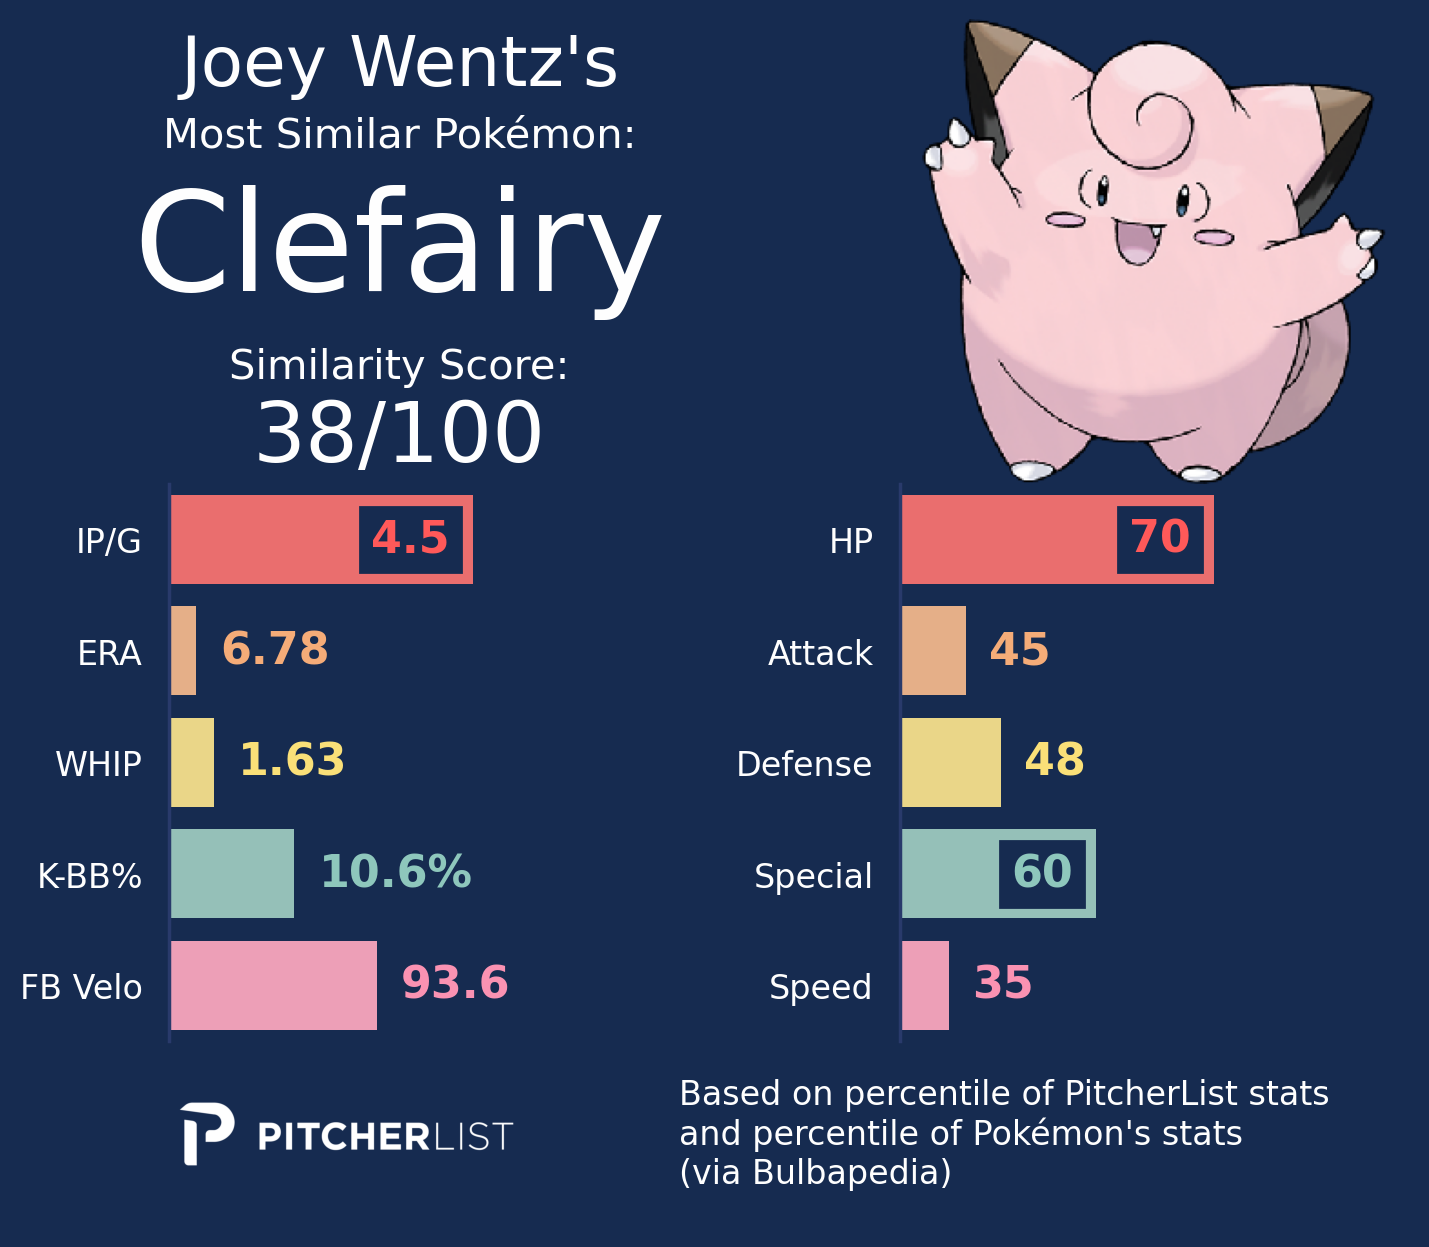 Joey Wentz's
Most Similar Pokémon:
Clefairy
Similarity Score:
38/100
IP/G 4.5
ERA 6.78
WHIP 1.63
K-BB% 10.6%
FB Velo 93.6
HP 70
Attack 45
Defense 48
Special 60
Speed 35
PITCHERLIST
Based on percentile of PitcherList stats
and percentile of Pokémon's stats
(via Bulbapedia)